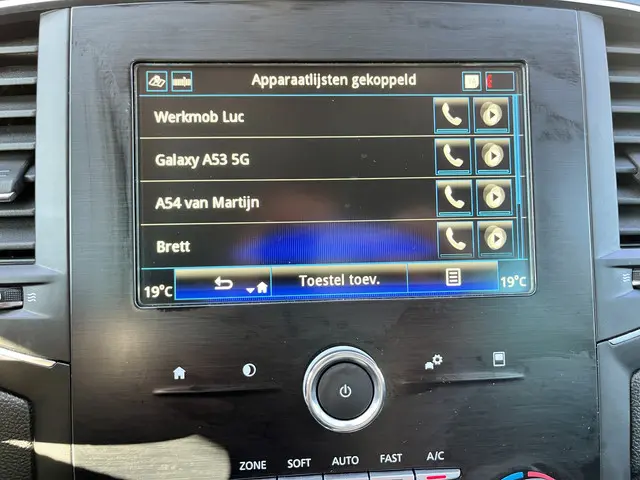 Apparaatlijsten gekoppeld
Werkmob Luc
Galaxy A53 5G
A54 van Martijn
Brett
19°C Toestel toev. 19°C
ZONE SOFT AUTO FAST A/C